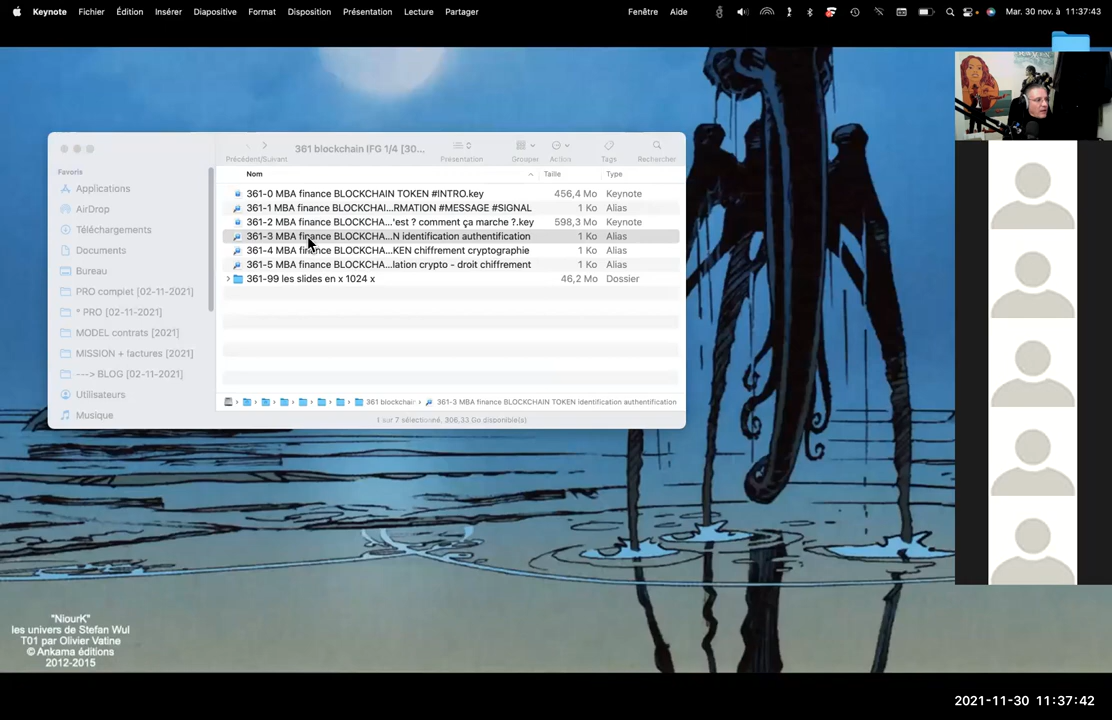 Keynote Fichier Édition Insérer Diapositive Format Disposition Présentation Lecture Partager Fenêtre Aide Mar. 30 nov. à 11:37:43
361 blockchain IFG 1/4 [30...
Précédent/Suivant Présentation Grouper Action Tags Rechercher
Favoris
Applications
AirDrop
Téléchargements
Documents
Bureau
PRO complet [02-11-2021]
* PRO [02-11-2021]
MODEL contrats [2021]
MISSION + factures [2021]
---> BLOG [02-11-2021]
Utilisateurs
Musique
Nom Taille Type
361-0 MBA finance BLOCKCHAIN TOKEN #INTRO.key 456,4 Mo Keynote
361-1 MBA finance BLOCKCHAI...RMATION #MESSAGE #SIGNAL 1 Ko Alias
361-2 MBA finance BLOCKCHA...'est ? comment ça marche ?.key 598,3 Mo Keynote
361-3 MBA finance BLOCKCHA...N identification authentification 1 Ko Alias
361-4 MBA finance BLOCKCHA...KEN chiffrement cryptographie 1 Ko Alias
361-5 MBA finance BLOCKCHA...lation crypto - droit chiffrement 1 Ko Alias
361-99 les slides en x 1024 x 46,2 Mo Dossier
361 blockchain 361-3 MBA finance BLOCKCHAIN TOKEN identification authentification
1 sur 7 sélectionné, 306,33 Go disponible(s)
"NiourK"
les univers de Stefan Wul
T01 par Olivier Vatine
© Ankama éditions
2012-2015
2021-11-30 11:37:42